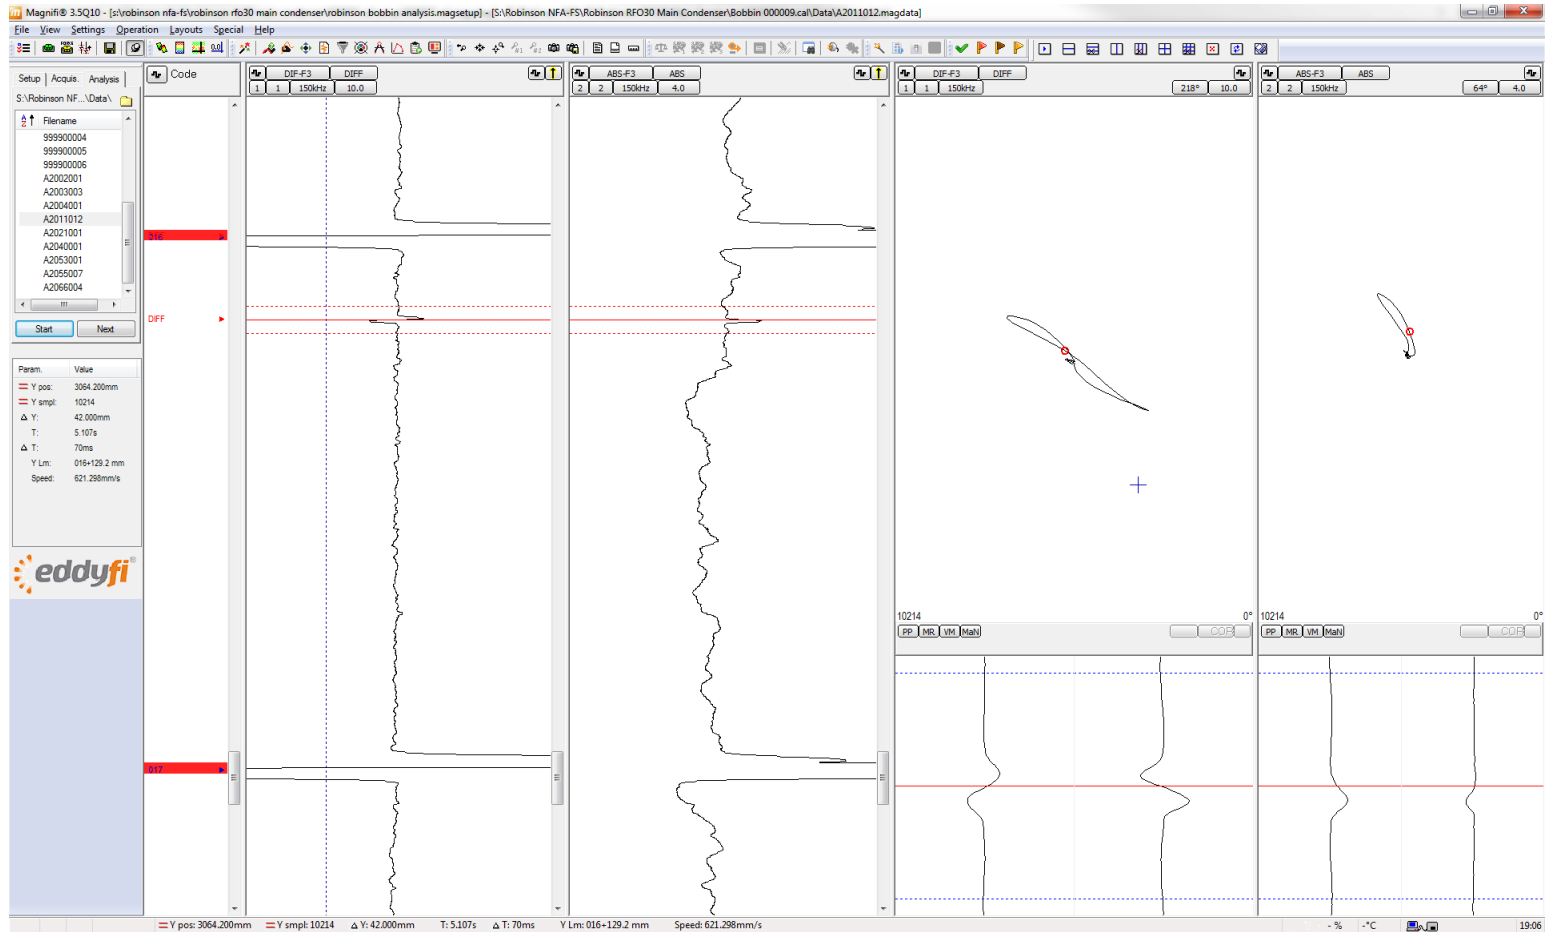 Magnifi® 3.5Q10 - [s:\robinson nfa-fs\robinson rfo30 main condenser\robinson bobbin analysis.magsetup] - [S:\Robinson NFA-FS\Robinson RFO30 Main Condenser\Bobbin 000009.cal\Data\A2011012.magdata]
File View Settings Operation Layouts Special Help
Setup Acquis. Analysis
S:\Robinson NF...\Data\
Filename
999900004
999900005
999900006
A2002001
A2003003
A2004001
A2011012
A2021001
A2040001
A2053001
A2055007
A2066004
Start Next
Param. Value
Y pos: 3064.200mm
Y smpl: 10214
Δ Y: 42.000mm
T: 5.107s
Δ T: 70ms
Y Lm: 016+129.2 mm
Speed: 621.298mm/s
eddyfi®
Code
016
DIFF
017
DIF-F3 DIFF
1 1 150kHz 10.0
ABS-F3 ABS
2 2 150kHz 4.0
DIF-F3 DIFF
1 1 150kHz 218° 10.0
10214 0°
PP MR VM MaN
ABS-F3 ABS
2 2 150kHz 64° 4.0
10214 0°
PP MR VM MaN
Y pos: 3064.200mm Y smpl: 10214 Δ Y: 42.000mm T: 5.107s Δ T: 70ms Y Lm: 016+129.2 mm Speed: 621.298mm/s - % -°C 19:06